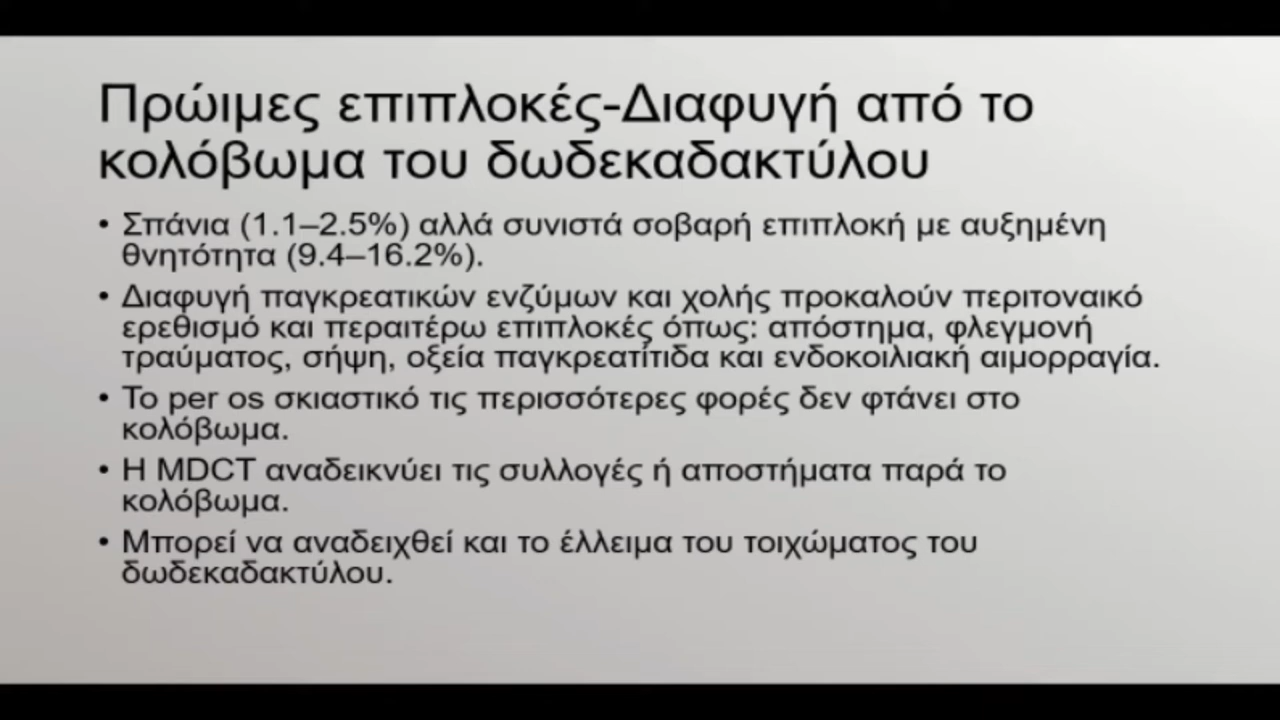 Πρώιμες επιπλοκές-Διαφυγή από το
κολόβωμα του δωδεκαδακτύλου
• Σπάνια (1.1–2.5%) αλλά συνιστά σοβαρή επιπλοκή με αυξημένη
θνητότητα (9.4–16.2%).
• Διαφυγή παγκρεατικών ενζύμων και χολής προκαλούν περιτοναικό
ερεθισμό και περαιτέρω επιπλοκές όπως: απόστημα, φλεγμονή
τραύματος, σήψη, οξεία παγκρεατίτιδα και ενδοκοιλιακή αιμορραγία.
• Το per os σκιαστικό τις περισσότερες φορές δεν φτάνει στο
κολόβωμα.
• Η MDCT αναδεικνύει τις συλλογές ή αποστήματα παρά το
κολόβωμα.
• Μπορεί να αναδειχθεί και το έλλειμα του τοιχώματος του
δωδεκαδακτύλου.